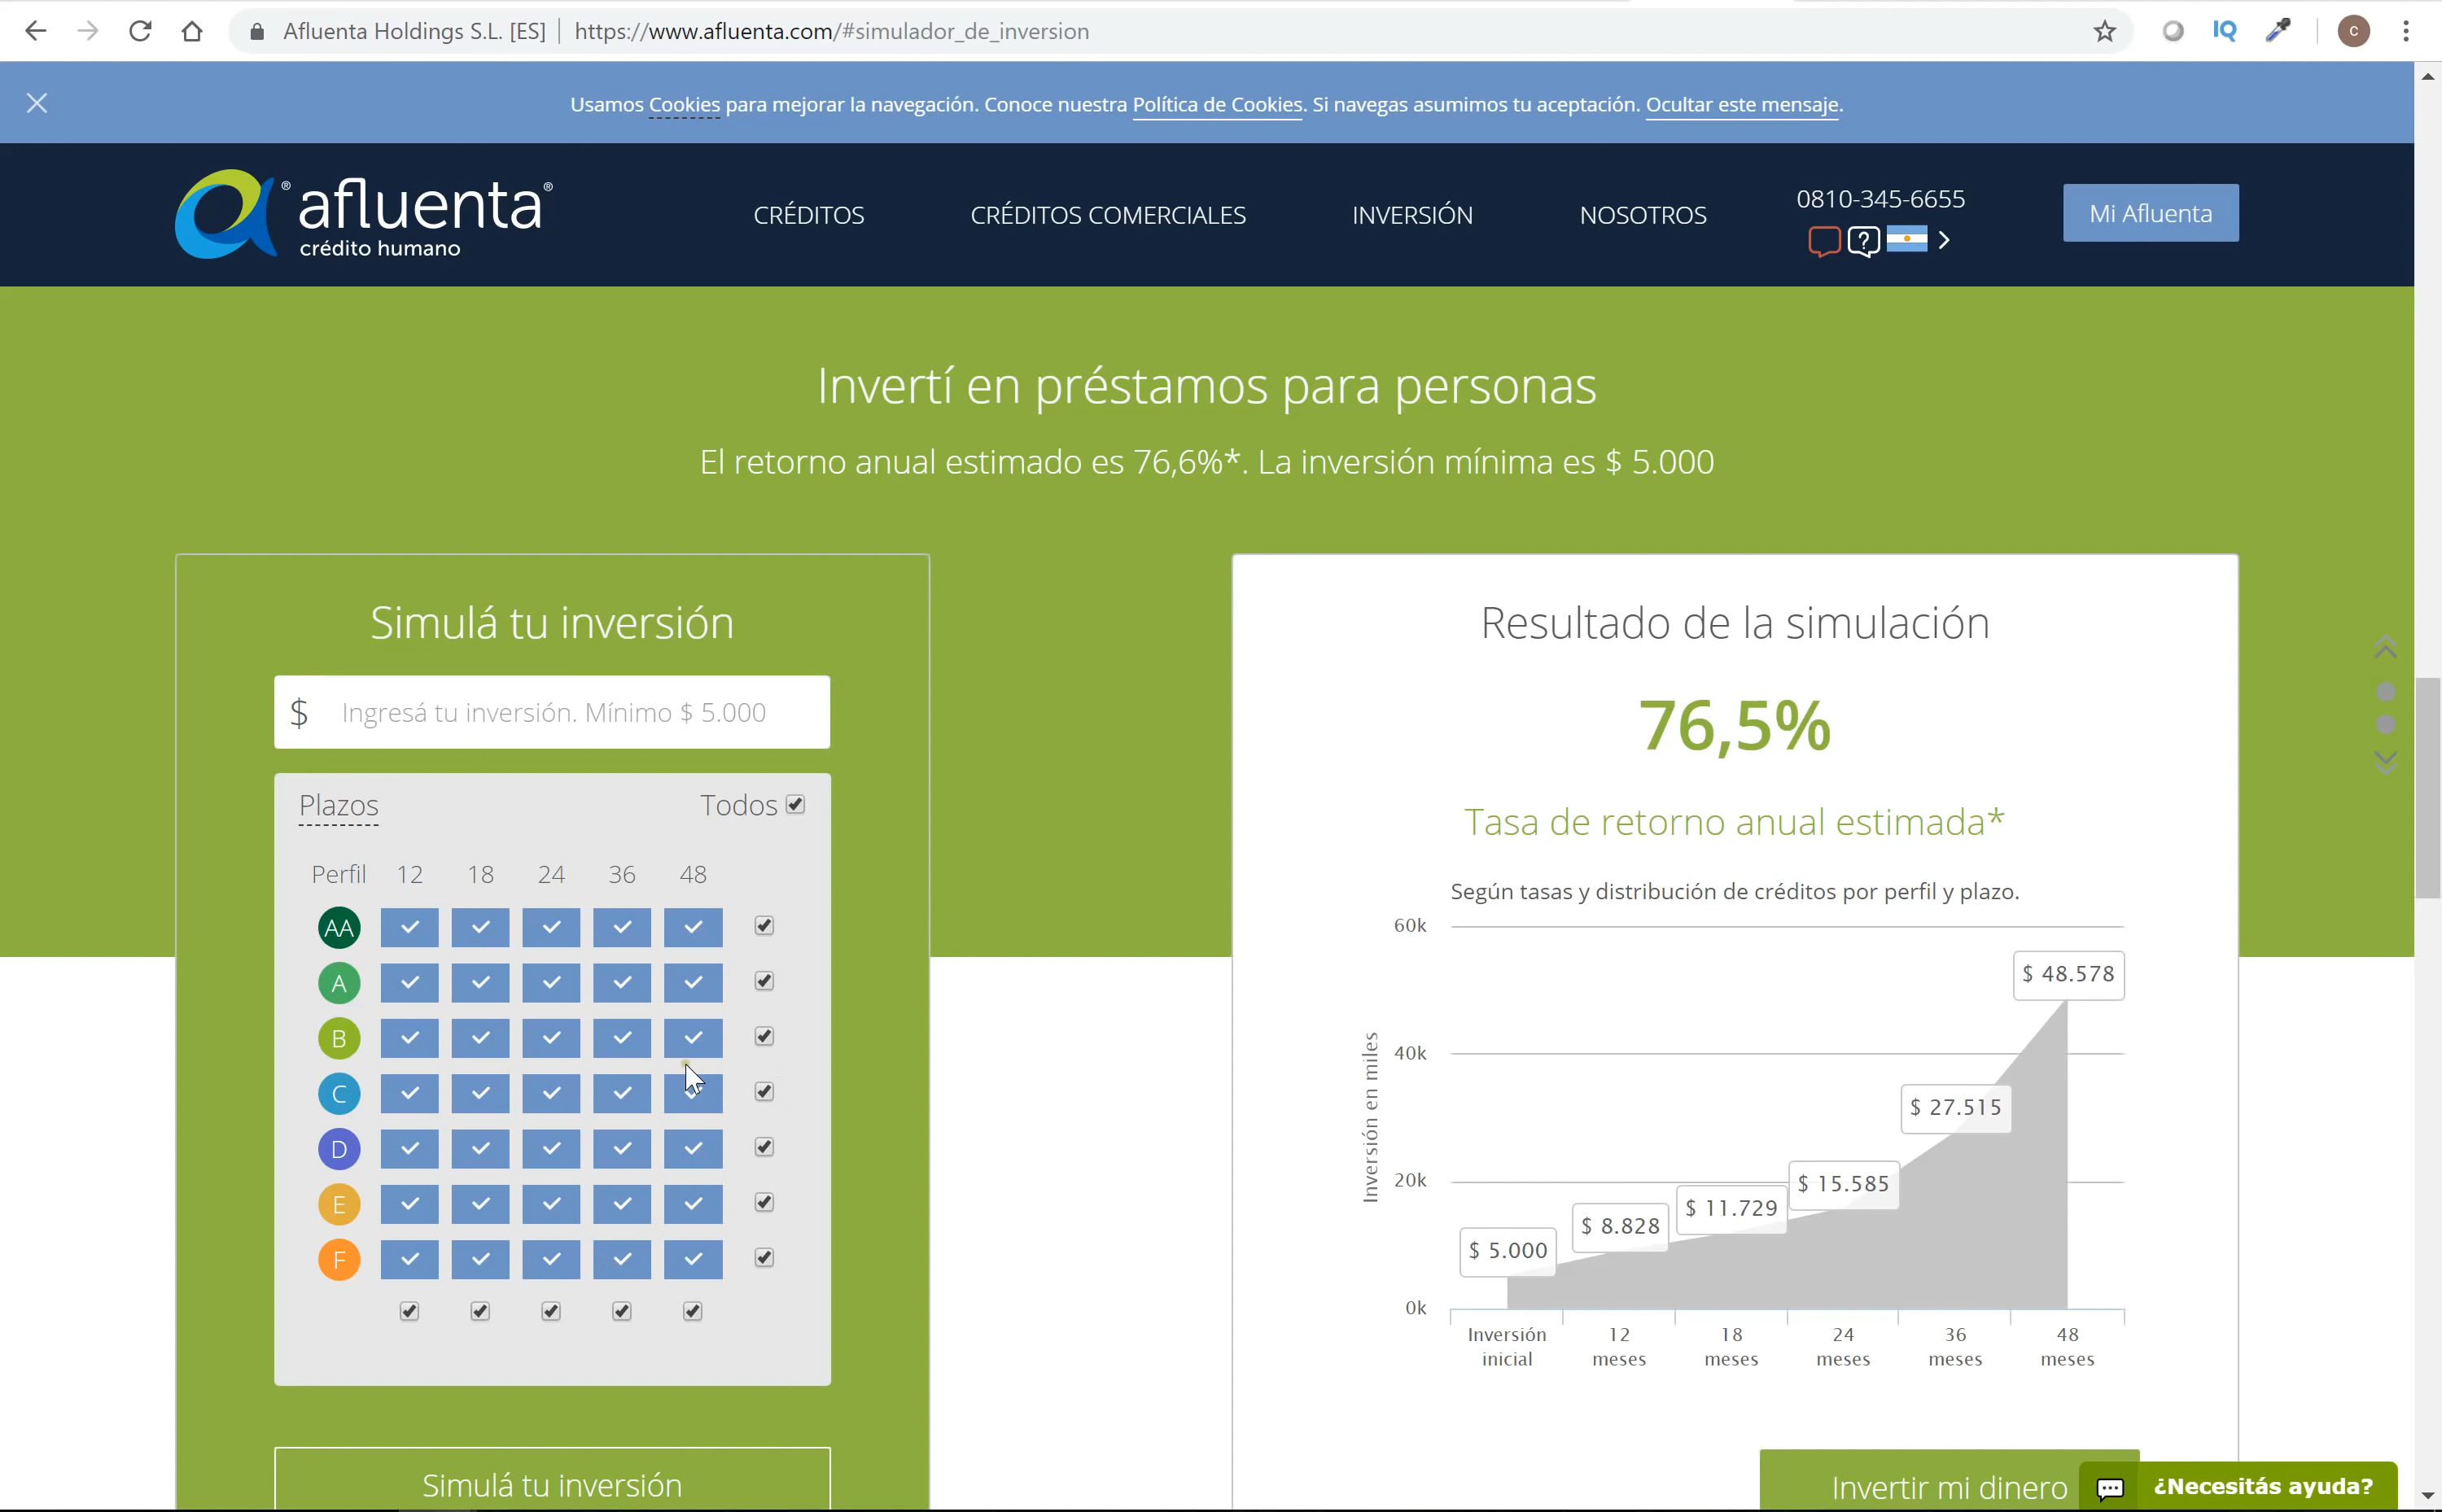 Afluenta Holdings S.L. [ES] https://www.afluenta.com/#simulador_de_inversion
IQ
c
Usamos Cookies para mejorar la navegación. Conoce nuestra Política de Cookies. Si navegas asumimos tu aceptación. Ocultar este mensaje.
afluenta®
crédito humano
CRÉDITOS
CRÉDITOS COMERCIALES
INVERSIÓN
NOSOTROS
0810-345-6655
?
Mi Afluenta
Invertí en préstamos para personas
El retorno anual estimado es 76,6%*. La inversión mínima es $ 5.000
Simulá tu inversión
$ Ingresá tu inversión. Mínimo $ 5.000
Plazos Todos
Perfil 12 18 24 36 48
AA
A
B
C
D
E
F
Simulá tu inversión
Resultado de la simulación
76,5%
Tasa de retorno anual estimada*
Según tasas y distribución de créditos por perfil y plazo.
Inversión en miles
60k
40k
20k
0k
$ 5.000
$ 8.828
$ 11.729
$ 15.585
$ 27.515
$ 48.578
Inversión inicial
12 meses
18 meses
24 meses
36 meses
48 meses
Invertir mi dinero
¿Necesitás ayuda?